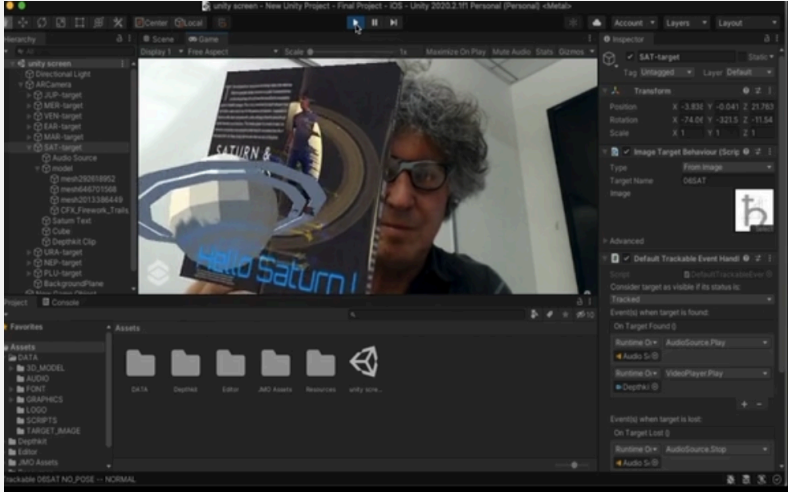 unity screen - New Unity Project - Final Project - iOS - Unity 2020.2.1f1 Personal (Personal) <Metal>
Center Local
Account Layers Layout
Hierarchy
Scene Game
Inspector
Display 1 Free Aspect Scale 1x Maximize On Play Mute Audio Stats Gizmos
All
unity screen
Directional Light
ARCamera
JUP-target
MER-target
VEN-target
EAR-target
MAR-target
SAT-target
Audio Source
model
mesh292618952
mesh646701568
mesh2013386449
CFX_Firework_Trails
Saturn Text
Cube
Depthkit Clip
URA-target
NEP-target
PLU-target
BackgroundPlane
SATURN &
Hello Saturn !
SAT-target Static
Tag Untagged Layer Default
Transform
Position X -3.83 Y -0.041 Z 21.763
Rotation X -74.0 Y -321.5 Z -11.54
Scale X 1 Y 1 Z 1
Image Target Behaviour (Scrip
Type From Image
Target Name 06SAT
Image
Select
Advanced
Default Trackable Event Handl
Script DefaultTrackableEver
Consider target as visible if its status is:
Tracked
Event(s) when target is found:
On Target Found ()
Runtime O AudioSource.Play
Audio S
Runtime O VideoPlayer.Play
Depthki
Event(s) when target is lost:
On Target Lost ()
Runtime O AudioSource.Stop
Audio S
Project Console
Favorites
Assets
DATA
3D_MODEL
AUDIO
FONT
GRAPHICS
LOGO
SCRIPTS
TARGET_IMAGE
Depthkit
Editor
JMO Assets
Assets
DATA Depthkit Editor JMO Assets Resources unity scre...
10
Trackable 06SAT NO_POSE -- NORMAL